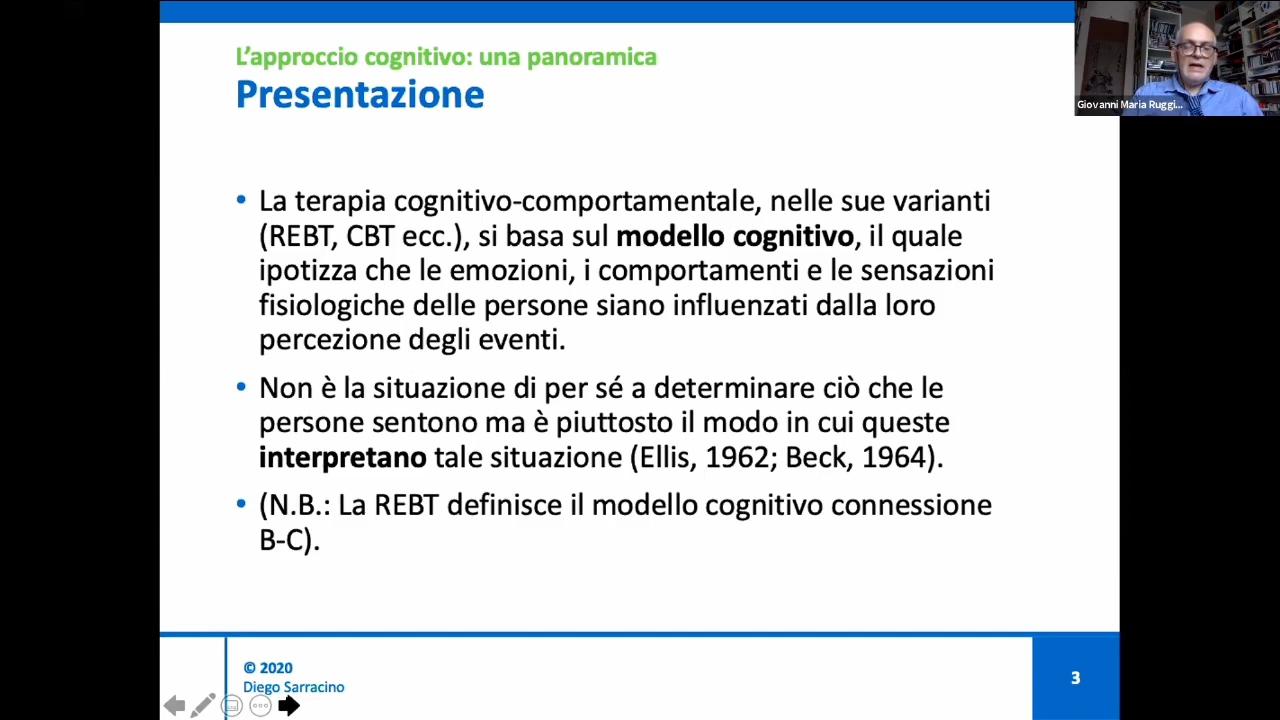 L'approccio cognitivo: una panoramica
Presentazione
Giovanni Maria Ruggi...
• La terapia cognitivo-comportamentale, nelle sue varianti
(REBT, CBT ecc.), si basa sul modello cognitivo, il quale
ipotizza che le emozioni, i comportamenti e le sensazioni
fisiologiche delle persone siano influenzati dalla loro
percezione degli eventi.
• Non è la situazione di per sé a determinare ciò che le
persone sentono ma è piuttosto il modo in cui queste
interpretano tale situazione (Ellis, 1962; Beck, 1964).
• (N.B.: La REBT definisce il modello cognitivo connessione
B-C).
© 2020
Diego Sarracino
3